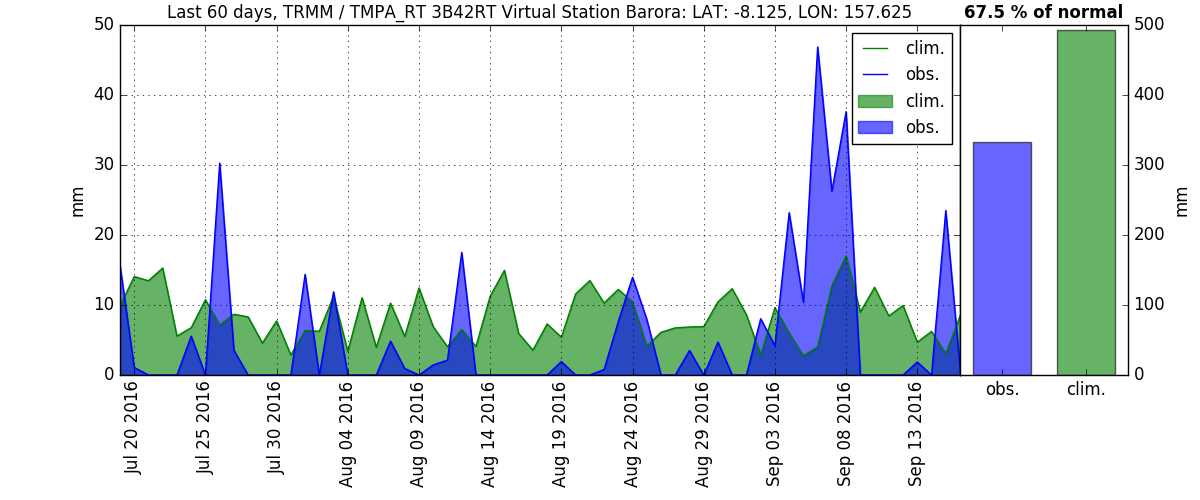 Last 60 days, TRMM / TMPA_RT 3B42RT Virtual Station Barora: LAT: -8.125, LON: 157.625
67.5 % of normal
50
40
30
20
10
0
mm
clim.
obs.
clim.
obs.
500
400
300
200
100
0
mm
obs.
clim.
Jul 20 2016
Jul 25 2016
Jul 30 2016
Aug 04 2016
Aug 09 2016
Aug 14 2016
Aug 19 2016
Aug 24 2016
Aug 29 2016
Sep 03 2016
Sep 08 2016
Sep 13 2016